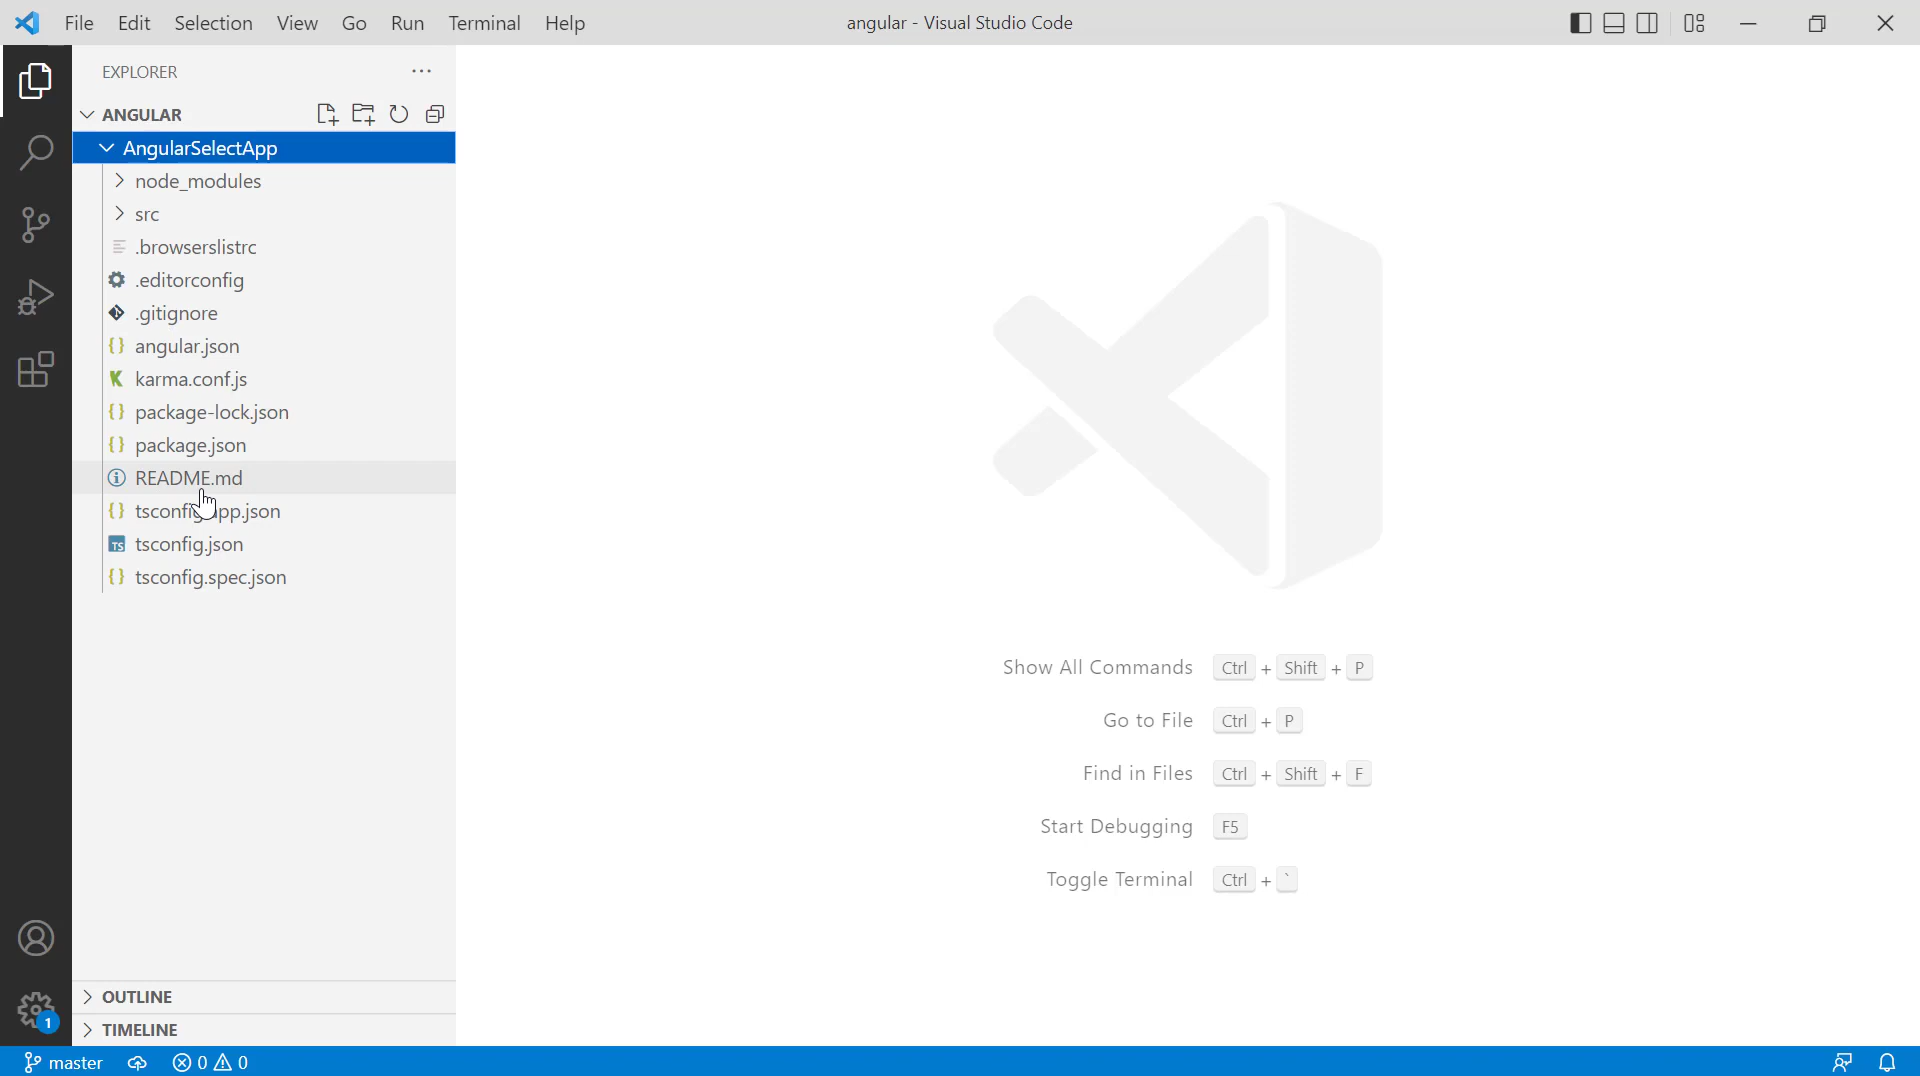 File Edit Selection View Go Run Terminal Help angular - Visual Studio Code
EXPLORER
ANGULAR
AngularSelectApp
node_modules
src
.browserslistrc
.editorconfig
.gitignore
angular.json
karma.conf.js
package-lock.json
package.json
README.md
tsconfig.app.json
TS tsconfig.json
tsconfig.spec.json
Show All Commands Ctrl + Shift + P
Go to File Ctrl + P
Find in Files Ctrl + Shift + F
Start Debugging F5
Toggle Terminal Ctrl + `
OUTLINE
1
TIMELINE
master 0 0